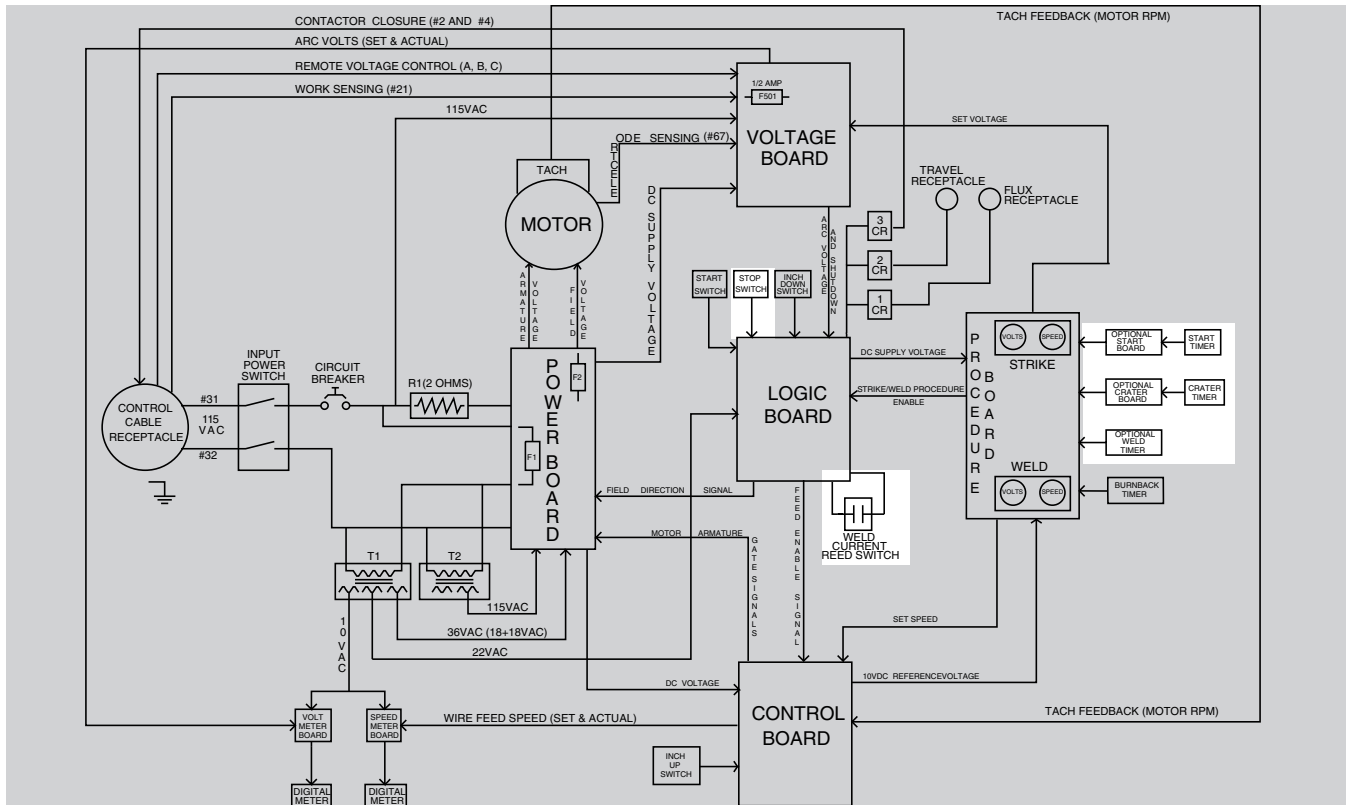 CONTACTOR CLOSURE (#2 AND #4)
TACH FEEDBACK (MOTOR RPM)
ARC VOLTS (SET & ACTUAL)
REMOTE VOLTAGE CONTROL (A, B, C)
WORK SENSING (#21)
115VAC
1/2 AMP
F501
VOLTAGE
BOARD
SET VOLTAGE
ODE SENSING (#67)
RTCELE
TACH
MOTOR
DC SUPPLY VOLTAGE
TRAVEL
RECEPTACLE
FLUX
RECEPTACLE
ARC VOLTAGE
AND SHUTDOWN
3
CR
2
CR
1
CR
START
SWITCH
STOP
SWITCH
INCH
DOWN
SWITCH
ARMATURE
VOLTAGE
FIELD
VOLTAGE
INPUT
POWER
SWITCH
CIRCUIT
BREAKER
R1(2 OHMS)
POWER BOARD
F2
F1
CONTROL
CABLE
RECEPTACLE
#31
115
VAC
#32
LOGIC
BOARD
DC SUPPLY VOLTAGE
STRIKE/WELD PROCEDURE
ENABLE
PROCEDURE
BOARD
VOLTS
SPEED
STRIKE
WELD
VOLTS
SPEED
OPTIONAL
START
BOARD
START
TIMER
OPTIONAL
CRATER
BOARD
CRATER
TIMER
OPTIONAL
WELD
TIMER
BURNBACK
TIMER
FIELD DIRECTION SIGNAL
MOTOR ARMATURE
GATE SIGNALS
FEED ENABLE SIGNAL
WELD
CURRENT
REED SWITCH
T1
T2
115VAC
36VAC (18+18VAC)
22VAC
10 VAC
SET SPEED
DC VOLTAGE
10VDC REFERENCEVOLTAGE
VOLT
METER
BOARD
SPEED
METER
BOARD
WIRE FEED SPEED (SET & ACTUAL)
CONTROL
BOARD
TACH FEEDBACK (MOTOR RPM)
INCH
UP
SWITCH
DIGITAL
METER
DIGITAL
METER